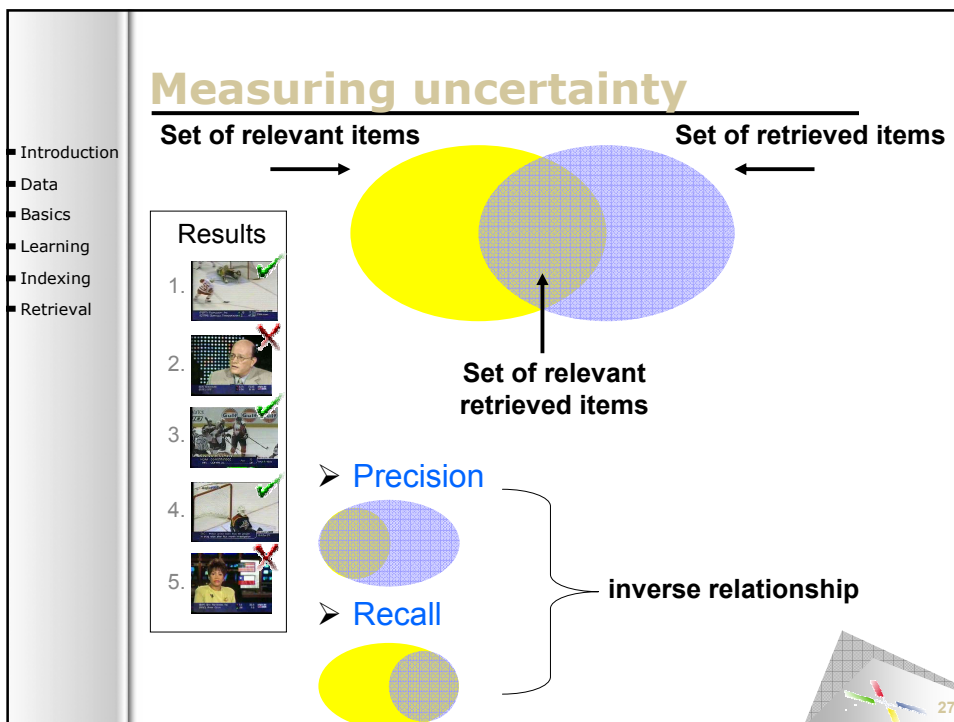 Measuring uncertainty
Introduction
Data
Basics
Learning
Indexing
Retrieval
Set of relevant items
Set of retrieved items
Results
1.
2.
3.
4.
5.
Set of relevant
retrieved items
Precision
Recall
inverse relationship
27